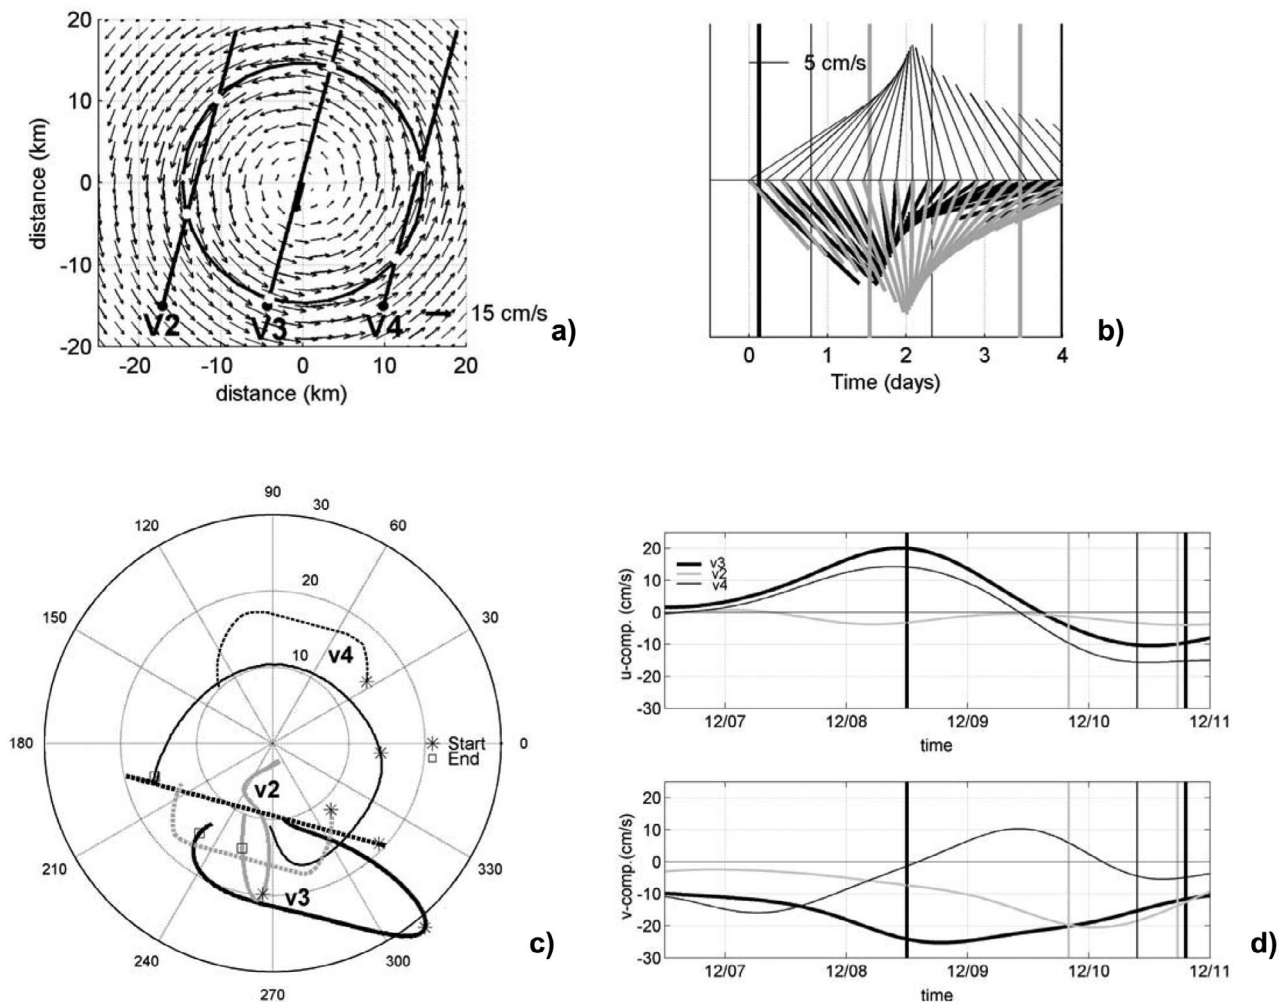 20
10
0
-10
-20
distance (km)
V2
V3
V4
15 cm/s
-20
-10
0
10
20
distance (km)
a)
5 cm/s
0
1
2
3
4
Time (days)
b)
90
30
120
60
20
150
30
10
v4
180
0
Start
End
v2
210
330
v3
240
300
270
c)
20
10
0
-10
-20
-30
u-comp. (cm/s)
v3
v2
v4
12/07
12/08
12/09
12/10
12/11
time
20
10
0
-10
-20
-30
v-comp.(cm/s)
12/07
12/08
12/09
12/10
12/11
time
d)